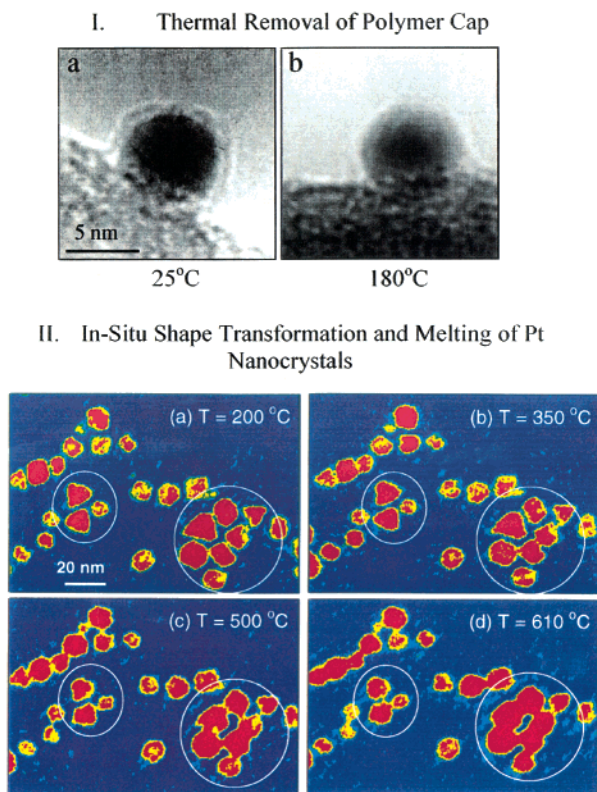 I. Thermal Removal of Polymer Cap
a
b
5 nm
25°C
180°C
II. In-Situ Shape Transformation and Melting of Pt
Nanocrystals
(a) T = 200 °C
(b) T = 350 °C
20 nm
(c) T = 500 °C
(d) T = 610 °C